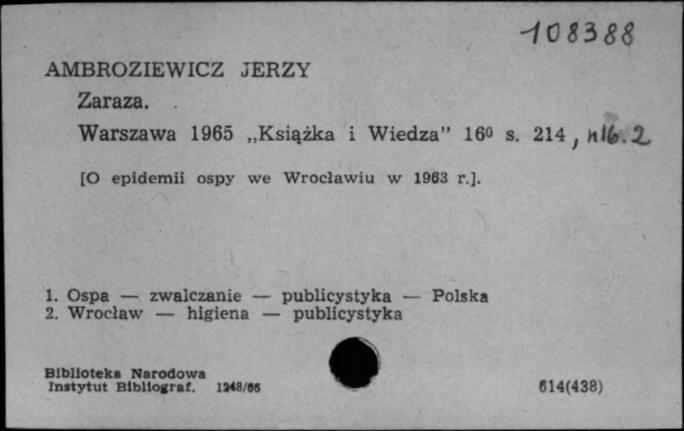 108388
AMBROZIEWICZ JERZY
Zaraza.
Warszawa 1965 „Książka i Wiedza” 16⁰ s. 214, nlb. 2
[O epidemii ospy we Wrocławiu w 1963 r.].
1. Ospa — zwalczanie — publicystyka — Polska
2. Wrocław — higiena — publicystyka
Biblioteka Narodowa
Instytut Bibliograf. 1248/66
614(438)